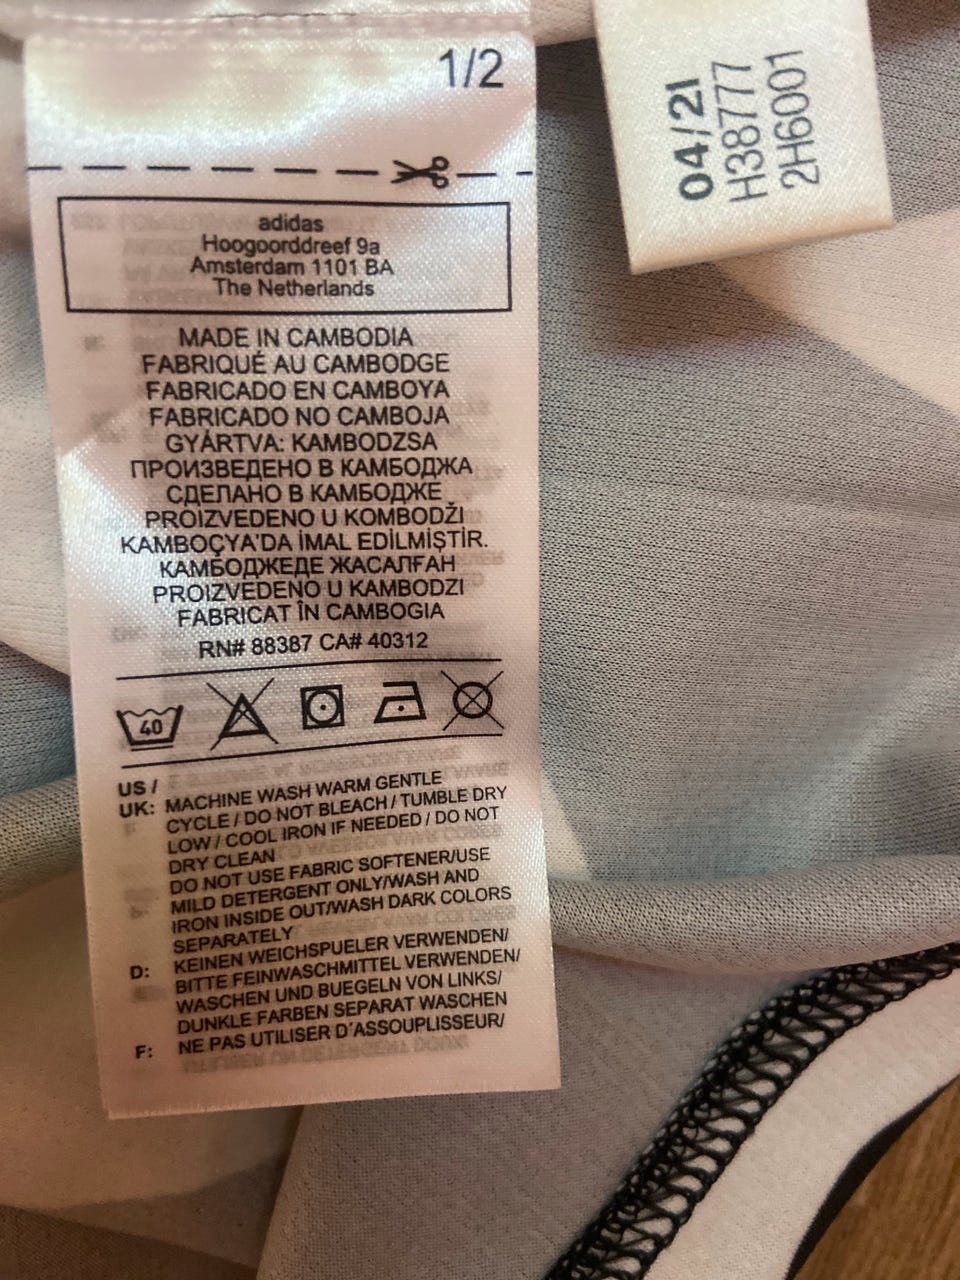 1/2
adidas
Hoogoorddreef 9a
Amsterdam 1101 BA
The Netherlands
MADE IN CAMBODIA
FABRIQUÉ AU CAMBODGE
FABRICADO EN CAMBOYA
FABRICADO NO CAMBOJA
GYÁRTVA: KAMBODZSA
ПРОИЗВЕДЕНО В КАМБОДЖА
СДЕЛАНО В КАМБОДЖЕ
PROIZVEDENO U KOMBODŽI
KAMBOÇYA'DA İMAL EDİLMİŞTİR.
КАМБОДЖЕДЕ ЖАСАЛҒАН
PROIZVEDENO U KAMBODZI
FABRICAT ÎN CAMBOGIA
RN# 88387 CA# 40312
40
US /
UK: MACHINE WASH WARM GENTLE
CYCLE / DO NOT BLEACH / TUMBLE DRY
LOW / COOL IRON IF NEEDED / DO NOT
DRY CLEAN
DO NOT USE FABRIC SOFTENER/USE
MILD DETERGENT ONLY/WASH AND
IRON INSIDE OUT/WASH DARK COLORS
SEPARATELY
D: KEINEN WEICHSPUELER VERWENDEN/
BITTE FEINWASCHMITTEL VERWENDEN/
WASCHEN UND BUEGELN VON LINKS/
DUNKLE FARBEN SEPARAT WASCHEN
F: NE PAS UTILISER D´ASSOUPLISSEUR/
04/21
H38777
2H6001